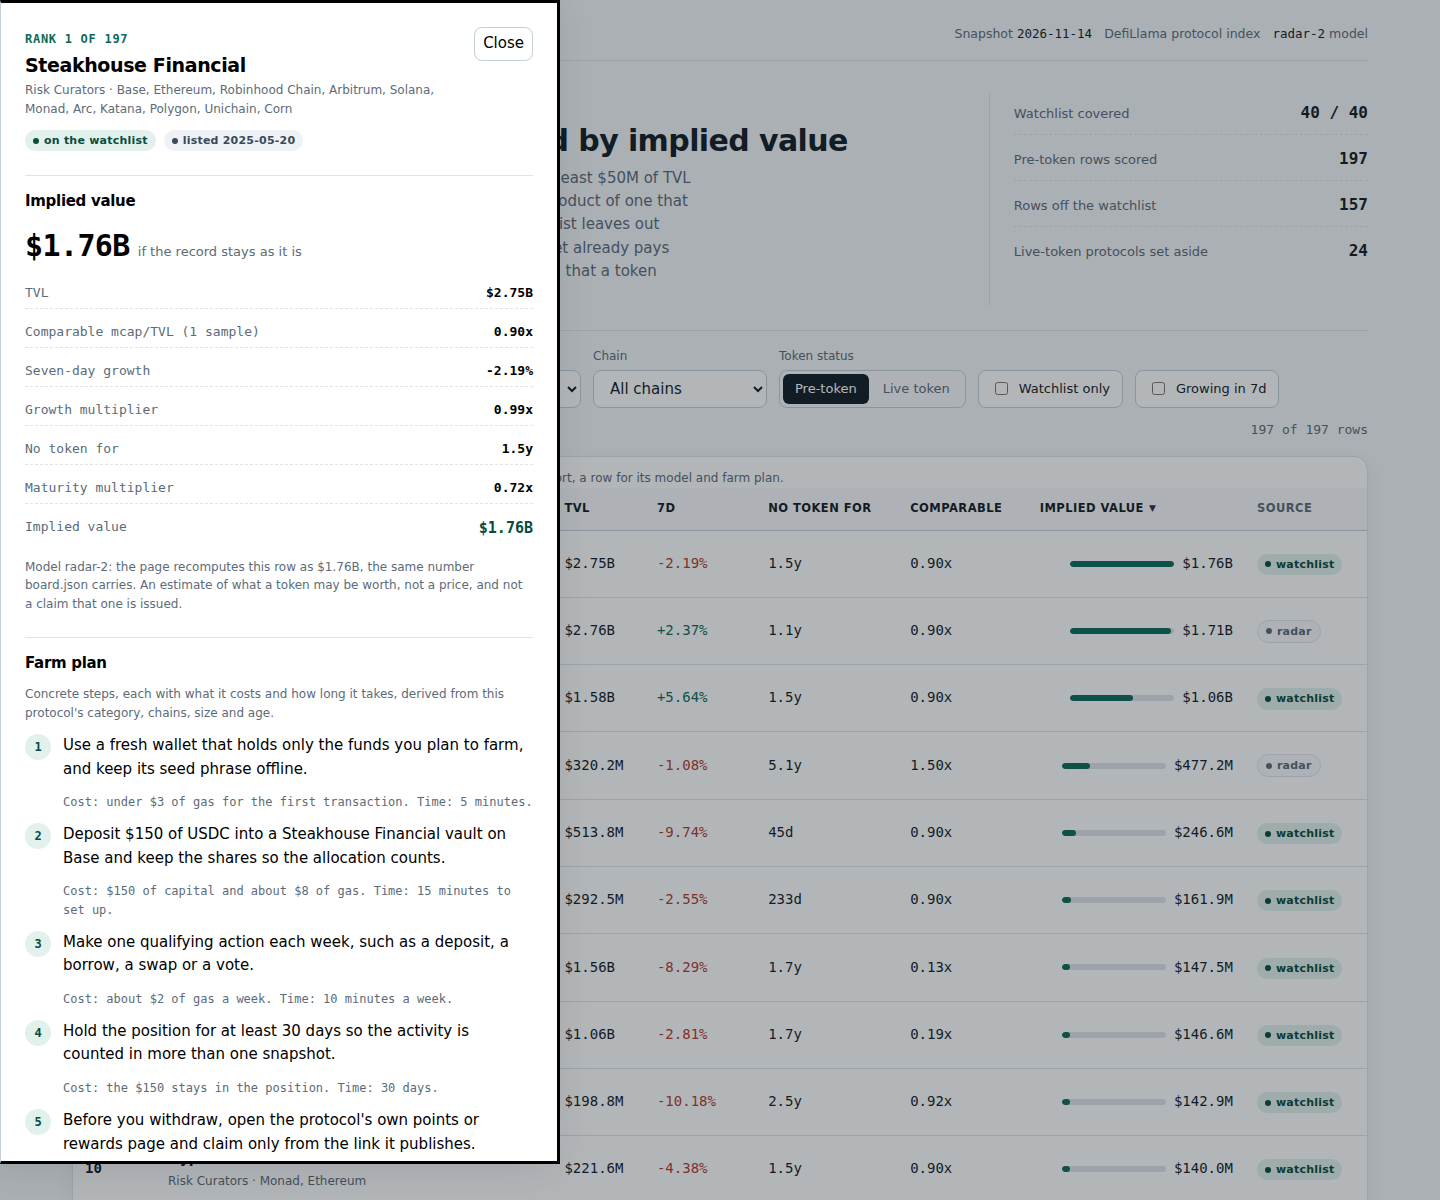 RANK 1 OF 197
Close
Steakhouse Financial
Risk Curators · Base, Ethereum, Robinhood Chain, Arbitrum, Solana,
Monad, Arc, Katana, Polygon, Unichain, Corn
on the watchlist
listed 2025-05-20
Implied value
$1.76B if the record stays as it is
TVL $2.75B
Comparable mcap/TVL (1 sample) 0.90x
Seven-day growth -2.19%
Growth multiplier 0.99x
No token for 1.5y
Maturity multiplier 0.72x
Implied value $1.76B
Model radar-2: the page recomputes this row as $1.76B, the same number
board.json carries. An estimate of what a token may be worth, not a price, and not
a claim that one is issued.
Farm plan
Concrete steps, each with what it costs and how long it takes, derived from this
protocol's category, chains, size and age.
1 Use a fresh wallet that holds only the funds you plan to farm,
and keep its seed phrase offline.
Cost: under $3 of gas for the first transaction. Time: 5 minutes.
2 Deposit $150 of USDC into a Steakhouse Financial vault on
Base and keep the shares so the allocation counts.
Cost: $150 of capital and about $8 of gas. Time: 15 minutes to
set up.
3 Make one qualifying action each week, such as a deposit, a
borrow, a swap or a vote.
Cost: about $2 of gas a week. Time: 10 minutes a week.
4 Hold the position for at least 30 days so the activity is
counted in more than one snapshot.
Cost: the $150 stays in the position. Time: 30 days.
5 Before you withdraw, open the protocol's own points or
rewards page and claim only from the link it publishes.
Snapshot 2026-11-14 DefiLlama protocol index radar-2 model
by implied value
east $50M of TVL
oduct of one that
ist leaves out
et already pays
that a token
Watchlist covered 40 / 40
Pre-token rows scored 197
Rows off the watchlist 157
Live-token protocols set aside 24
Chain
Token status
All chains
Pre-token
Live token
Watchlist only
Growing in 7d
197 of 197 rows
rt, a row for its model and farm plan.
TVL 7D NO TOKEN FOR COMPARABLE IMPLIED VALUE ▼ SOURCE
$2.75B -2.19% 1.5y 0.90x $1.76B watchlist
$2.76B +2.37% 1.1y 0.90x $1.71B radar
$1.58B +5.64% 1.5y 0.90x $1.06B watchlist
$320.2M -1.08% 5.1y 1.50x $477.2M radar
$513.8M -9.74% 45d 0.90x $246.6M watchlist
$292.5M -2.55% 233d 0.90x $161.9M watchlist
$1.56B -8.29% 1.7y 0.13x $147.5M watchlist
$1.06B -2.81% 1.7y 0.19x $146.6M watchlist
$198.8M -10.18% 2.5y 0.92x $142.9M watchlist
10 $221.6M -4.38% 1.5y 0.90x $140.0M watchlist
Risk Curators · Monad, Ethereum